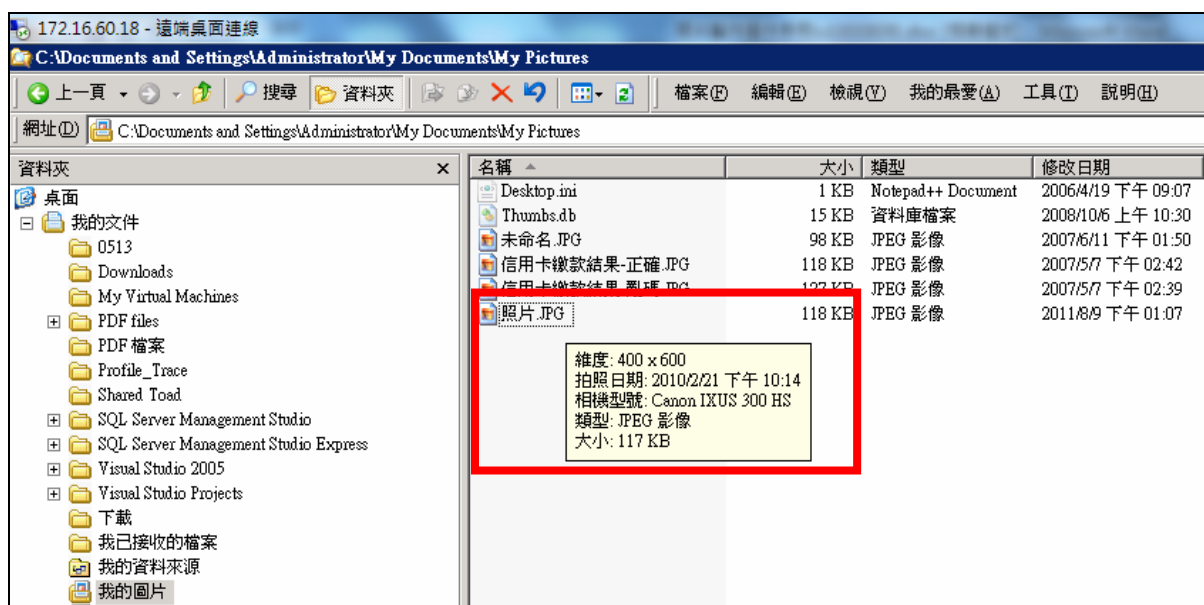 172.16.60.18 - 遠端桌面連線
C:\Documents and Settings\Administrator\My Documents\My Pictures
上一頁 搜尋 資料夾 檔案(F) 編輯(E) 檢視(V) 我的最愛(A) 工具(T) 說明(H)
網址(D) C:\Documents and Settings\Administrator\My Documents\My Pictures
資料夾 × 名稱 大小 類型 修改日期
桌面
我的文件
0513
Downloads
My Virtual Machines
PDF files
PDF 檔案
Profile_Trace
Shared Toad
SQL Server Management Studio
SQL Server Management Studio Express
Visual Studio 2005
Visual Studio Projects
下載
我已接收的檔案
我的資料來源
我的圖片
Desktop.ini 1 KB Notepad++ Document 2006/4/19 下午 09:07
Thumbs.db 15 KB 資料庫檔案 2008/10/6 上午 10:30
未命名.JPG 98 KB JPEG 影像 2007/6/11 下午 01:50
信用卡繳款結果-正確.JPG 118 KB JPEG 影像 2007/5/7 下午 02:42
信用卡繳款結果-亂碼.JPG 127 KB JPEG 影像 2007/5/7 下午 02:39
照片.JPG 118 KB JPEG 影像 2011/8/9 下午 01:07
維度: 400 x 600
拍照日期: 2010/2/21 下午 10:14
相機型號: Canon IXUS 300 HS
類型: JPEG 影像
大小: 117 KB